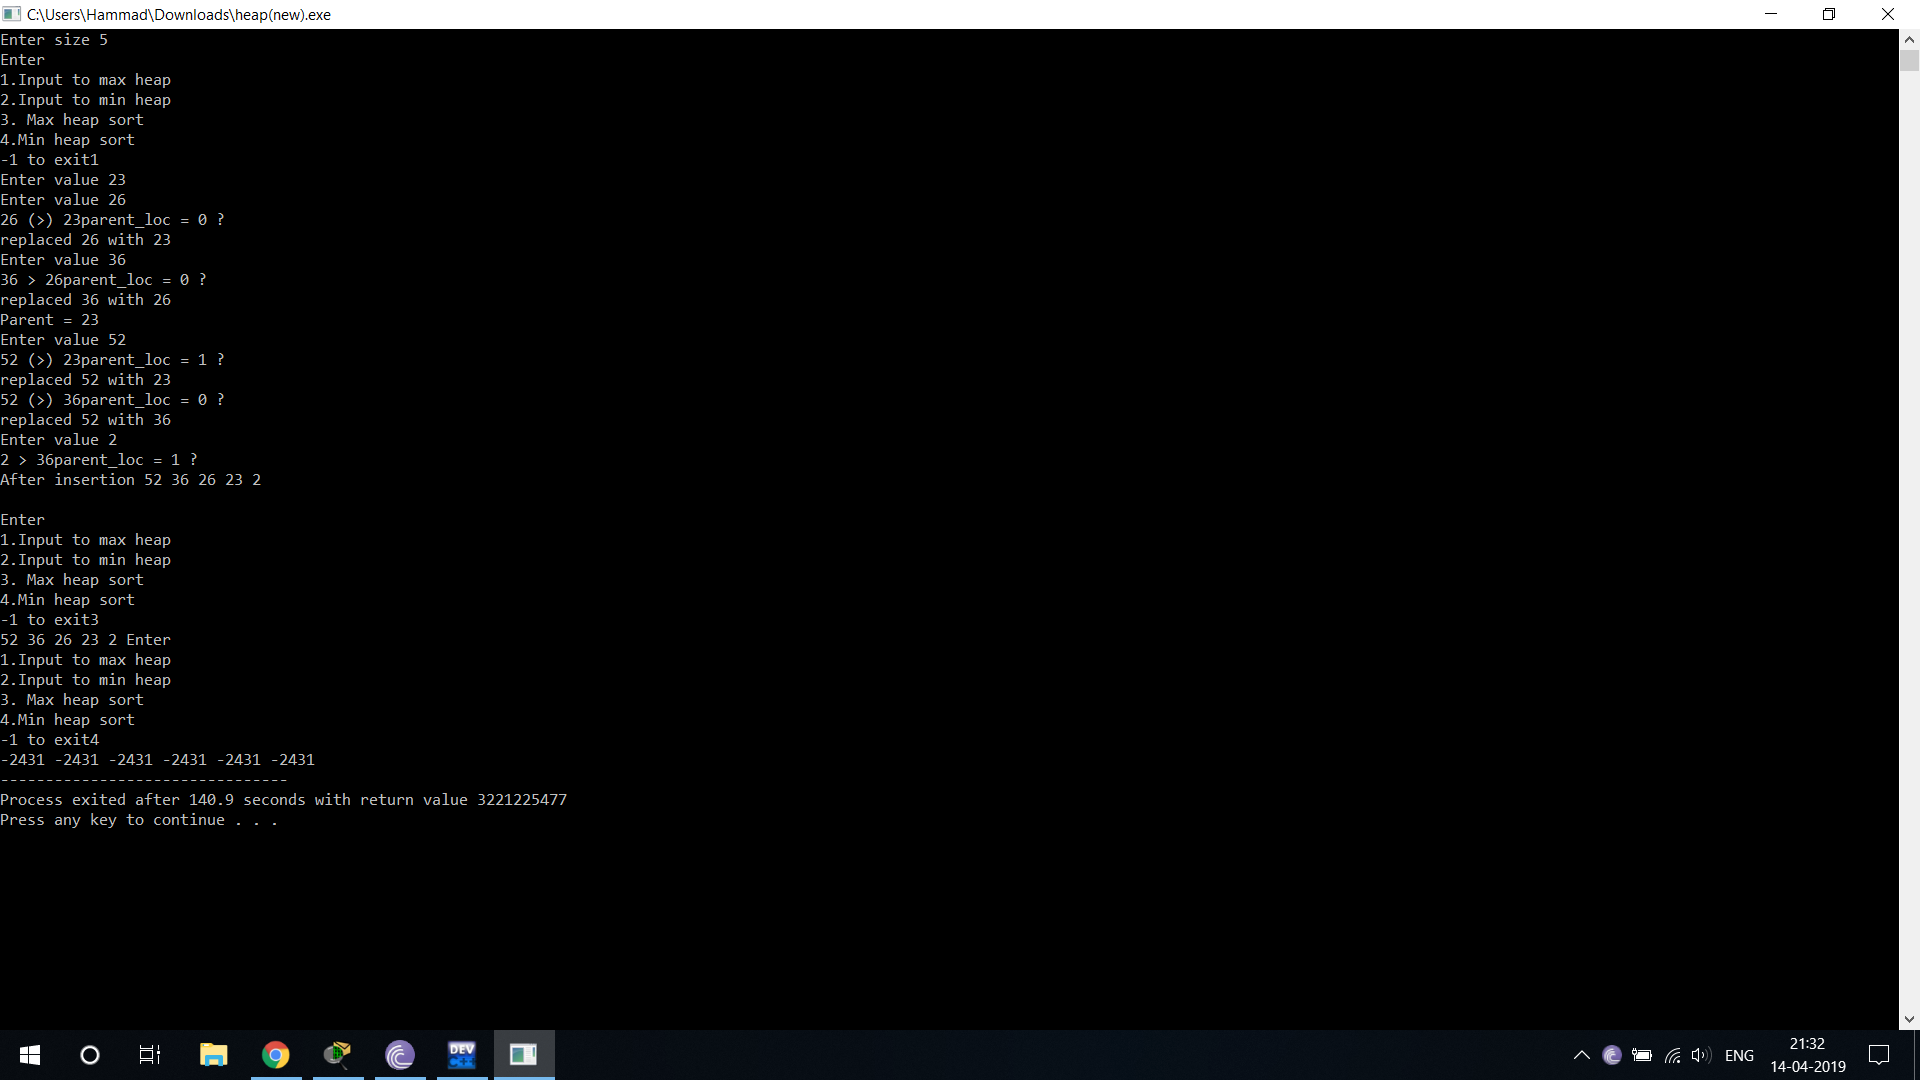 C:\Users\Hammad\Downloads\heap(new).exe
Enter size 5
Enter
1.Input to max heap
2.Input to min heap
3. Max heap sort
4.Min heap sort
-1 to exit1
Enter value 23
Enter value 26
26 (>) 23parent_loc = 0 ?
replaced 26 with 23
Enter value 36
36 > 26parent_loc = 0 ?
replaced 36 with 26
Parent = 23
Enter value 52
52 (>) 23parent_loc = 1 ?
replaced 52 with 23
52 (>) 36parent_loc = 0 ?
replaced 52 with 36
Enter value 2
2 > 36parent_loc = 1 ?
After insertion 52 36 26 23 2
Enter
1.Input to max heap
2.Input to min heap
3. Max heap sort
4.Min heap sort
-1 to exit3
52 36 26 23 2 Enter
1.Input to max heap
2.Input to min heap
3. Max heap sort
4.Min heap sort
-1 to exit4
-2431 -2431 -2431 -2431 -2431 -2431
--------------------------------
Process exited after 140.9 seconds with return value 3221225477
Press any key to continue . . .
DEV C++
ENG
21:32
14-04-2019